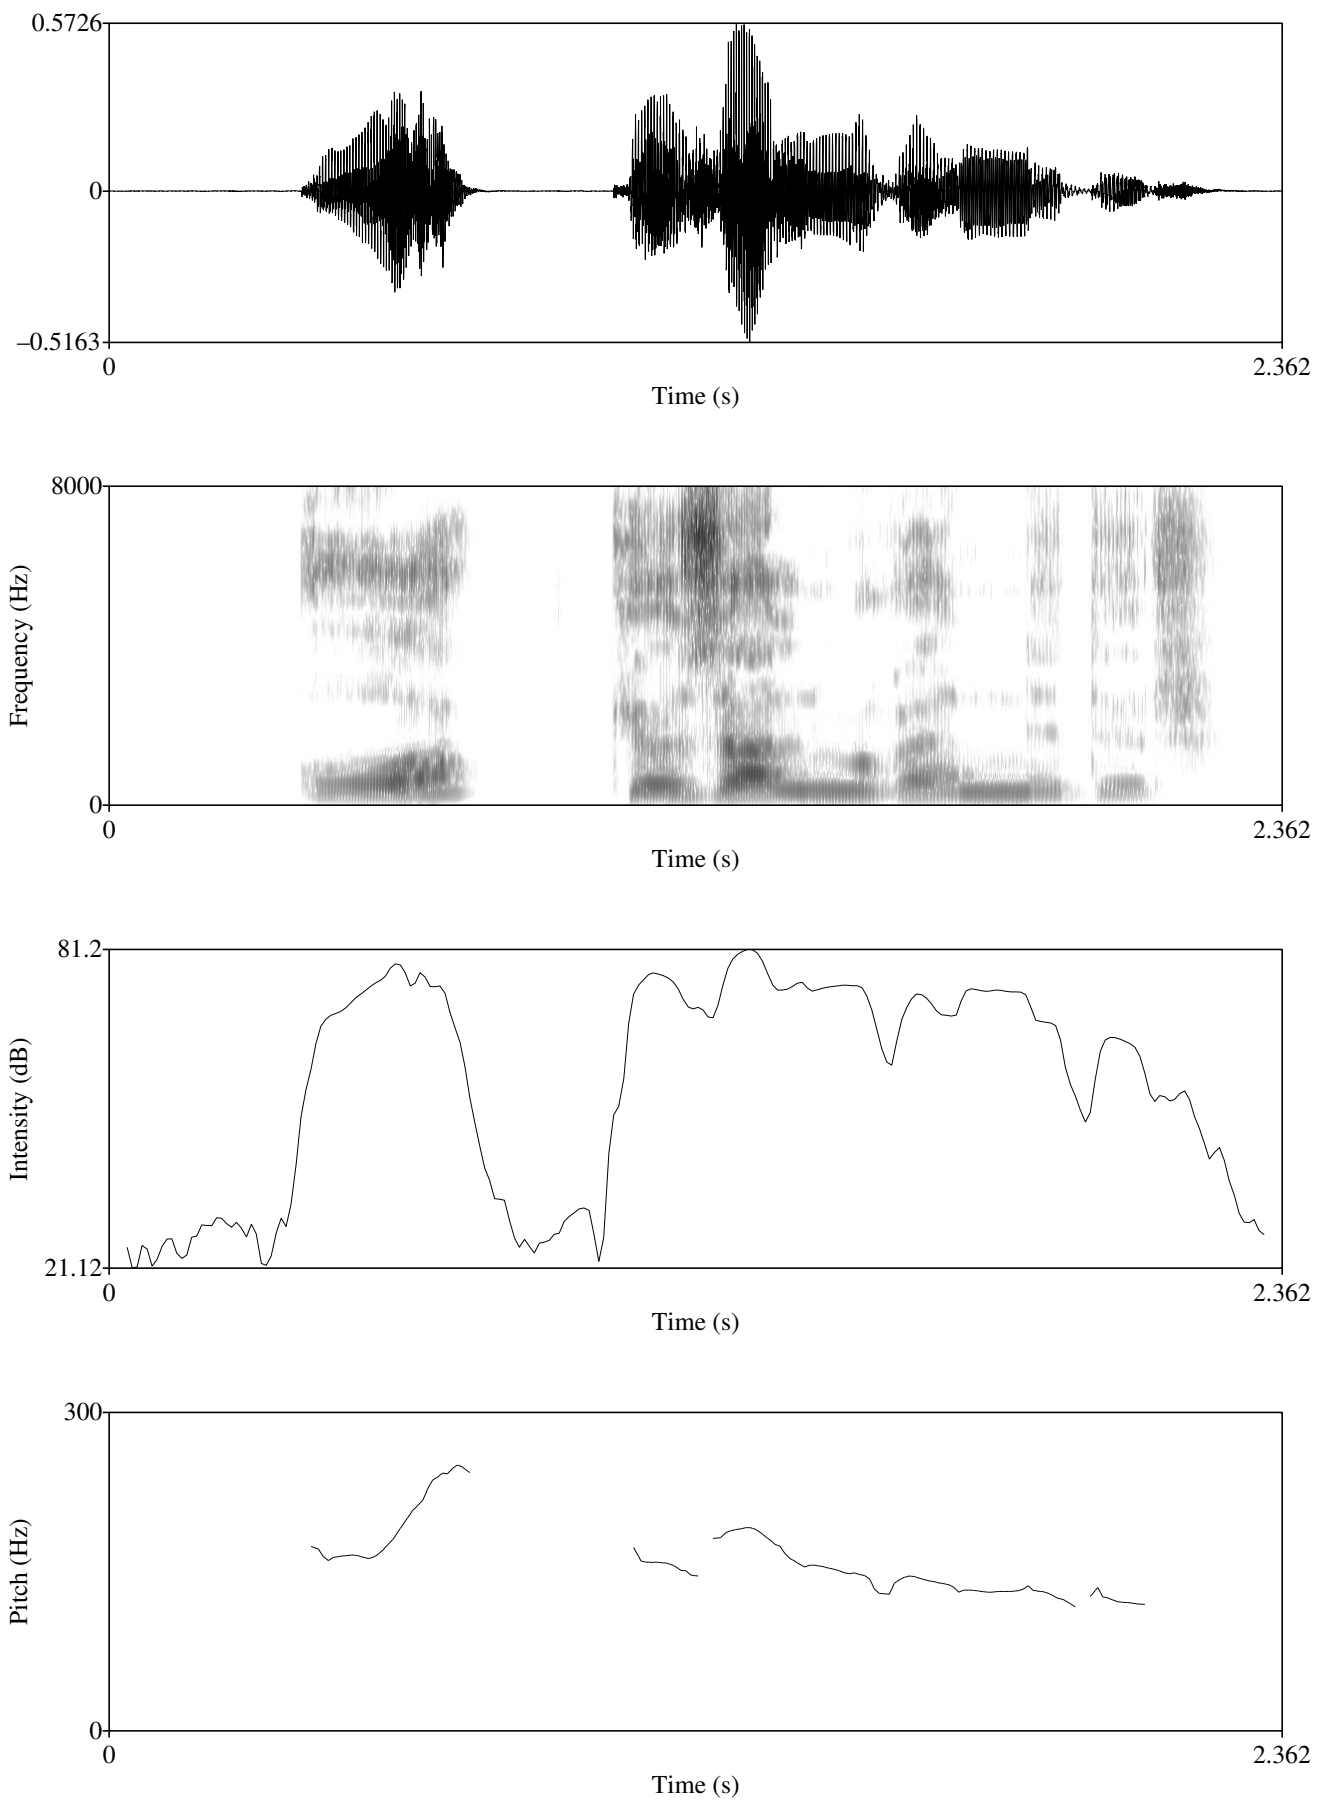 0.5726
0
–0.5163
0 2.362
Time (s)
8000
Frequency (Hz)
0
0 2.362
Time (s)
81.2
Intensity (dB)
21.12
0 2.362
Time (s)
300
Pitch (Hz)
0
0 2.362
Time (s)